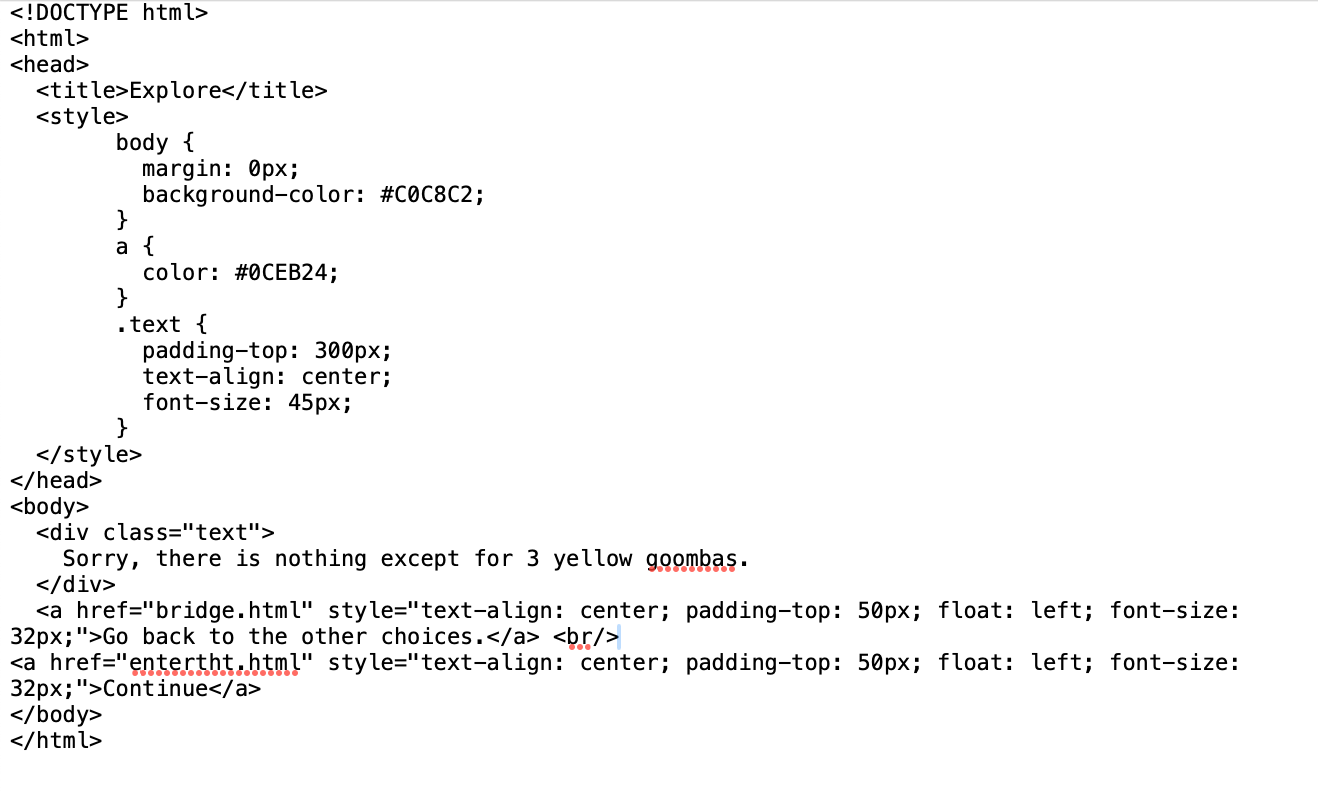 <!DOCTYPE html>
<html>
<head>
  <title>Explore</title>
  <style>
        body {
          margin: 0px;
          background-color: #C0C8C2;
        }
        a {
          color: #0CEB24;
        }
        .text {
          padding-top: 300px;
          text-align: center;
          font-size: 45px;
        }
  </style>
</head>
<body>
  <div class="text">
    Sorry, there is nothing except for 3 yellow goombas.
  </div>
  <a href="bridge.html" style="text-align: center; padding-top: 50px; float: left; font-size:
32px;">Go back to the other choices.</a> <br/>
<a href="entertht.html" style="text-align: center; padding-top: 50px; float: left; font-size:
32px;">Continue</a>
</body>
</html>